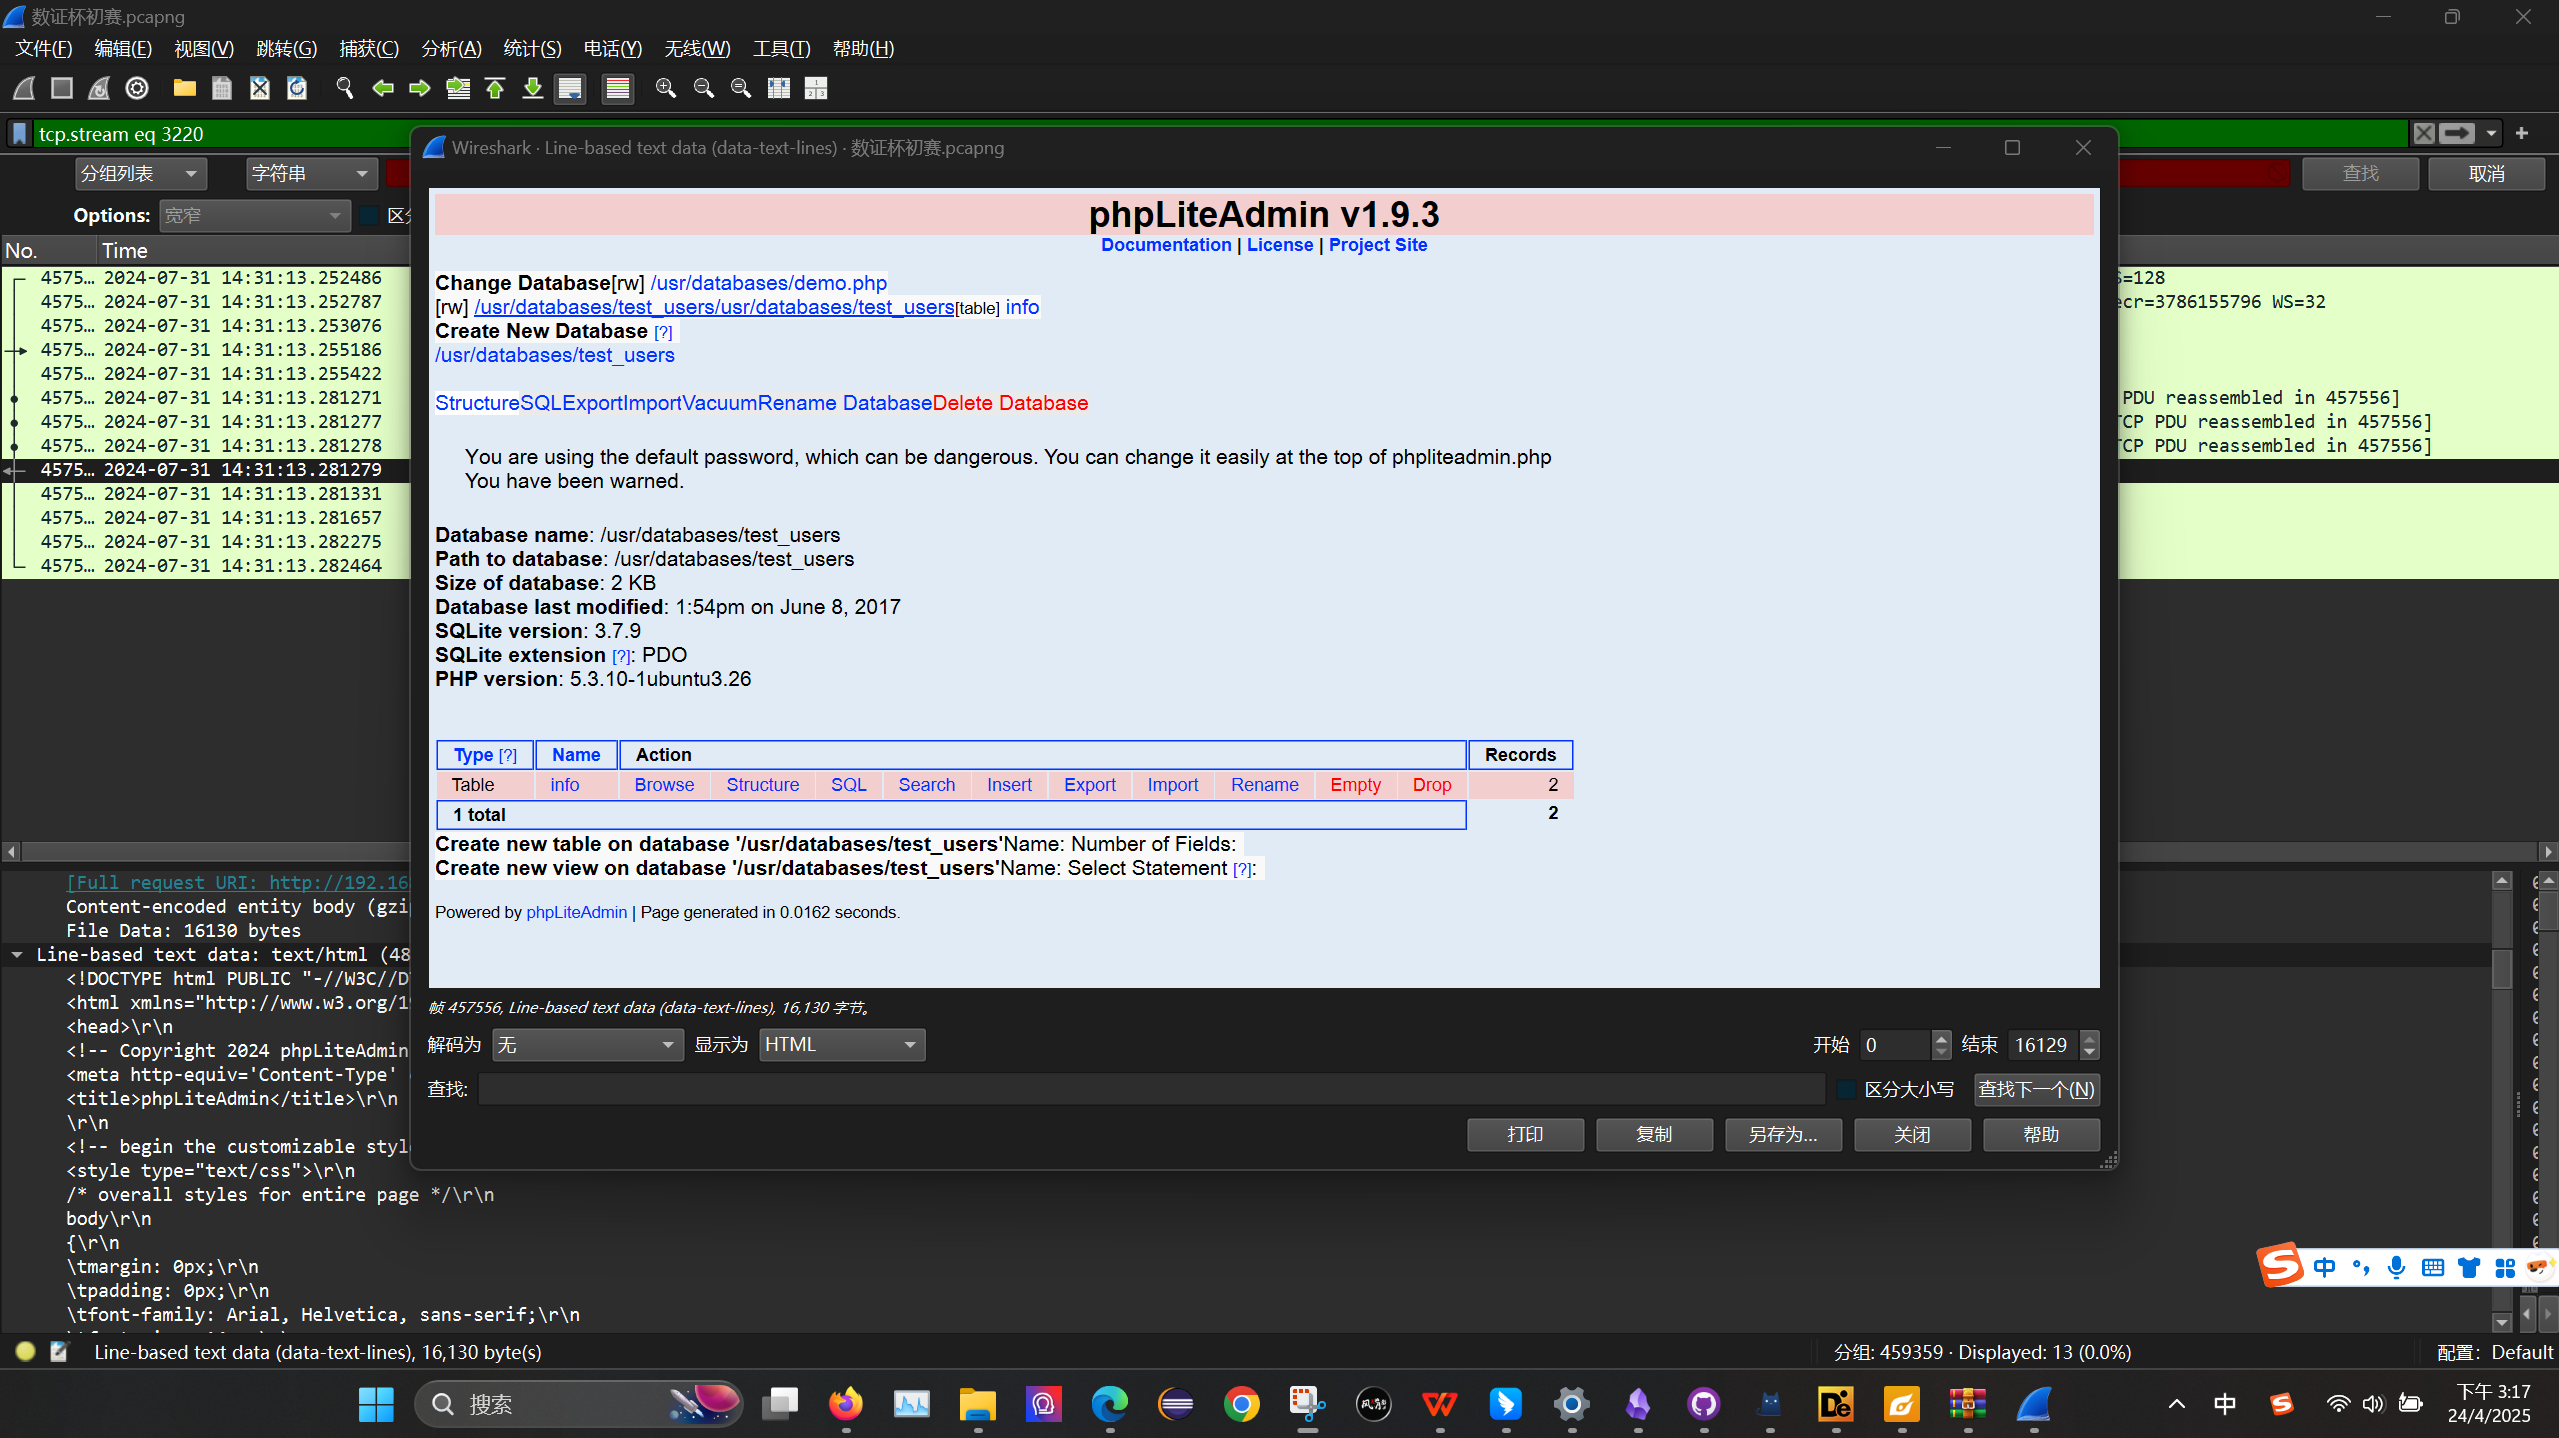 数证杯初赛.pcapng
文件(F) 编辑(E) 视图(V) 跳转(G) 捕获(C) 分析(A) 统计(S) 电话(Y) 无线(W) 工具(T) 帮助(H)
tcp.stream eq 3220
分组列表 字符串 查找 取消
Options: 宽窄
No. Time
4575… 2024-07-31 14:31:13.252486
4575… 2024-07-31 14:31:13.252787
4575… 2024-07-31 14:31:13.253076
4575… 2024-07-31 14:31:13.255186
4575… 2024-07-31 14:31:13.255422
4575… 2024-07-31 14:31:13.281271
4575… 2024-07-31 14:31:13.281277
4575… 2024-07-31 14:31:13.281278
4575… 2024-07-31 14:31:13.281279
4575… 2024-07-31 14:31:13.281331
4575… 2024-07-31 14:31:13.281657
4575… 2024-07-31 14:31:13.282275
4575… 2024-07-31 14:31:13.282464
=128
ecr=3786155796 WS=32
PDU reassembled in 457556]
TCP PDU reassembled in 457556]
TCP PDU reassembled in 457556]
Wireshark · Line-based text data (data-text-lines) · 数证杯初赛.pcapng
phpLiteAdmin v1.9.3
Documentation | License | Project Site
Change Database[rw] /usr/databases/demo.php
[rw] /usr/databases/test_users/usr/databases/test_users[table] info
Create New Database [?]
/usr/databases/test_users
StructureSQLExportImportVacuumRename DatabaseDelete Database
You are using the default password, which can be dangerous. You can change it easily at the top of phpliteadmin.php
You have been warned.
Database name: /usr/databases/test_users
Path to database: /usr/databases/test_users
Size of database: 2 KB
Database last modified: 1:54pm on June 8, 2017
SQLite version: 3.7.9
SQLite extension [?]: PDO
PHP version: 5.3.10-1ubuntu3.26
Type [?] Name Action Records
Table info Browse Structure SQL Search Insert Export Import Rename Empty Drop 2
1 total 2
Create new table on database '/usr/databases/test_users'Name: Number of Fields:
Create new view on database '/usr/databases/test_users'Name: Select Statement [?]:
Powered by phpLiteAdmin | Page generated in 0.0162 seconds.
帧 457556, Line-based text data (data-text-lines), 16,130 字节。
解码为 无 显示为 HTML 开始 0 结束 16129
查找: 区分大小写 查找下一个(N)
打印 复制 另存为… 关闭 帮助
[Full request URI: http://192.16
Content-encoded entity body (gzip
File Data: 16130 bytes
Line-based text data: text/html (48
<!DOCTYPE html PUBLIC "-//W3C//D
<html xmlns="http://www.w3.org/1
<head>\r\n
<!-- Copyright 2024 phpLiteAdmin
<meta http-equiv='Content-Type'
<title>phpLiteAdmin</title>\r\n
\r\n
<!-- begin the customizable styl
<style type="text/css">\r\n
/* overall styles for entire page */\r\n
body\r\n
{\r\n
\tmargin: 0px;\r\n
\tpadding: 0px;\r\n
\tfont-family: Arial, Helvetica, sans-serif;\r\n
Line-based text data (data-text-lines), 16,130 byte(s)
分组: 459359 · Displayed: 13 (0.0%)
配置: Default
中
搜索
中
下午 3:17
24/4/2025